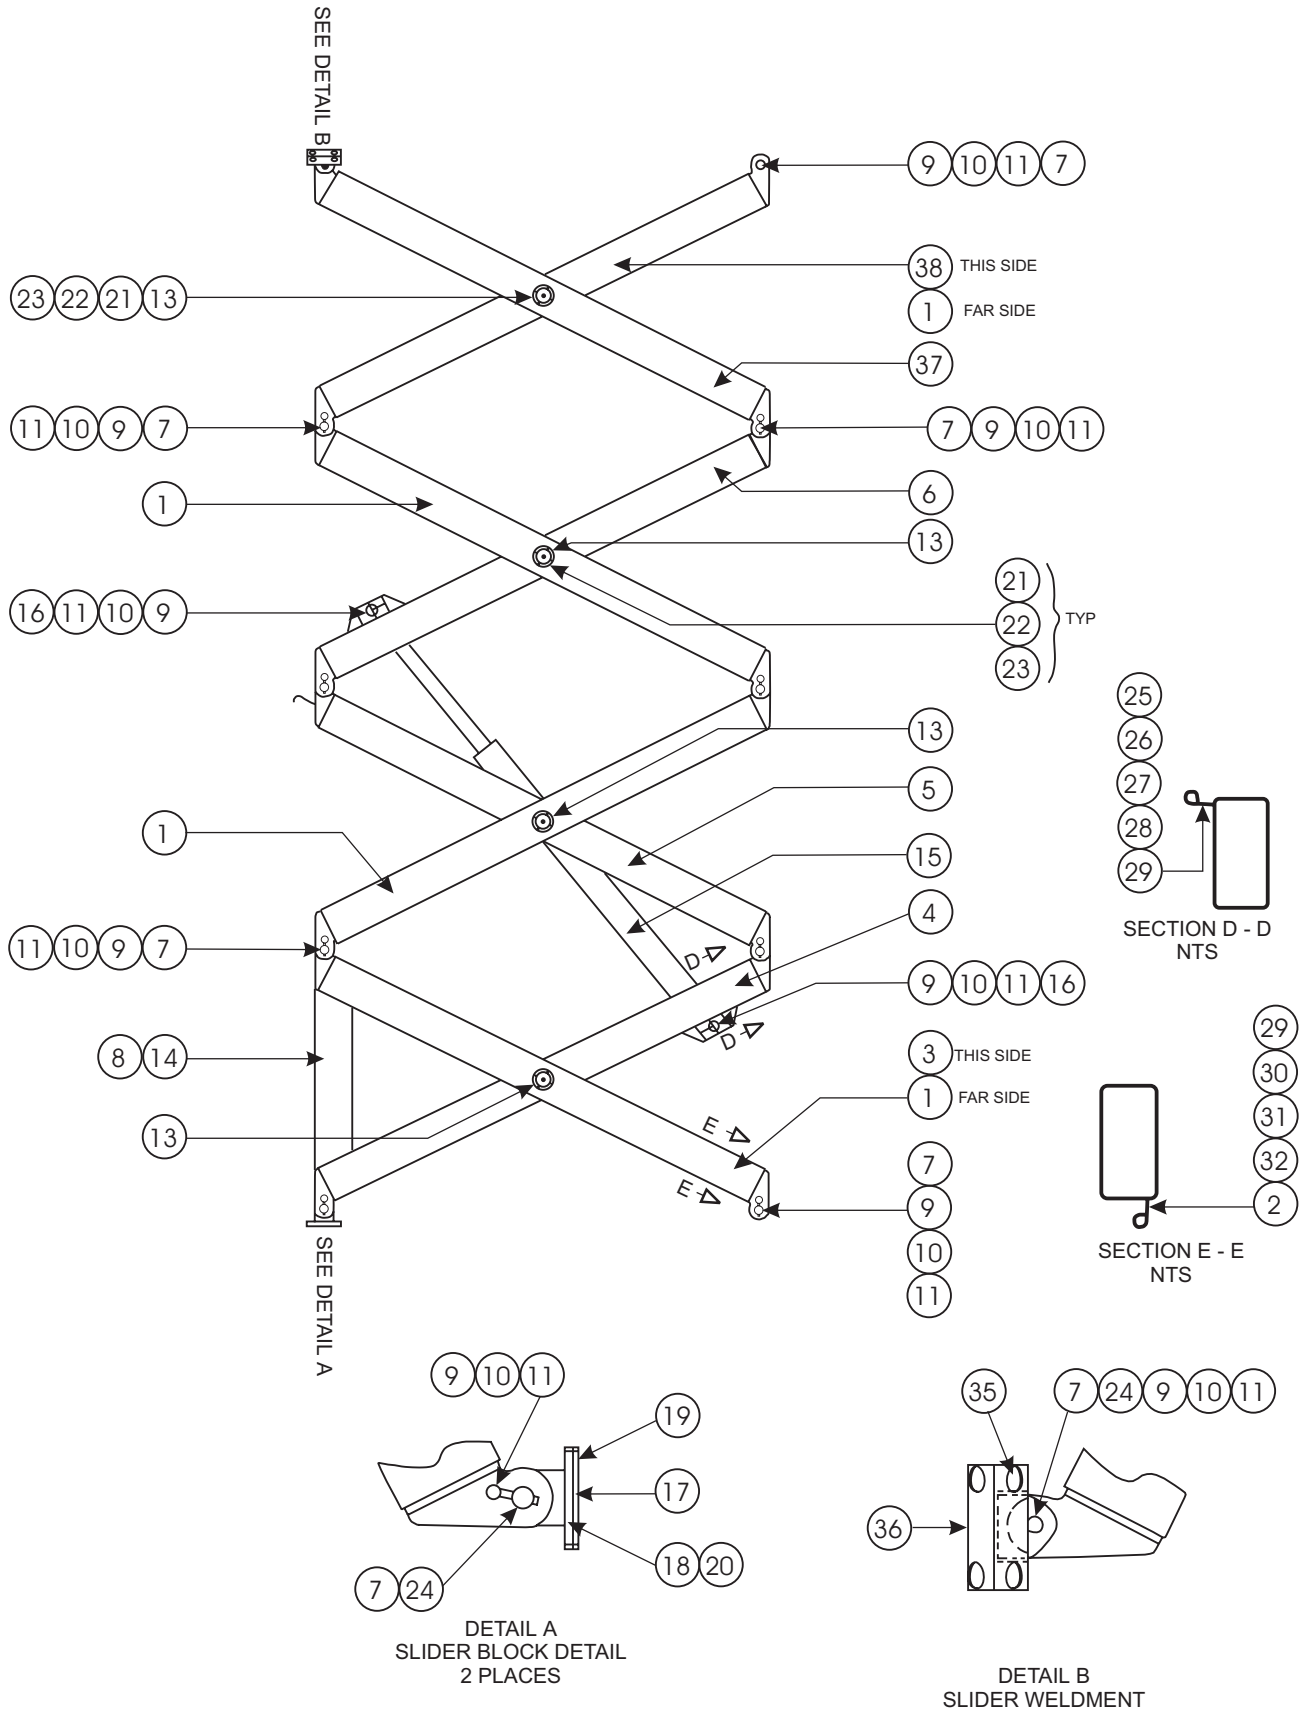 SEE DETAIL B
9 10 11 7
38 THIS SIDE
1 FAR SIDE
23 22 21 13
37
11 10 9 7
7 9 10 11
1
6
13
21
22
23
TYP
16 11 10 9
25
26
27
28
29
SECTION D - D
NTS
13
5
1
15
4
11 10 9 7
D
D
9 10 11 16
8 14
3 THIS SIDE
1 FAR SIDE
29
30
31
32
2
SECTION E - E
NTS
13
E
E
7
9
10
11
SEE DETAIL A
9 10 11
19
17
18 20
7 24
DETAIL A
SLIDER BLOCK DETAIL
2 PLACES
35
7 24 9 10 11
36
DETAIL B
SLIDER WELDMENT